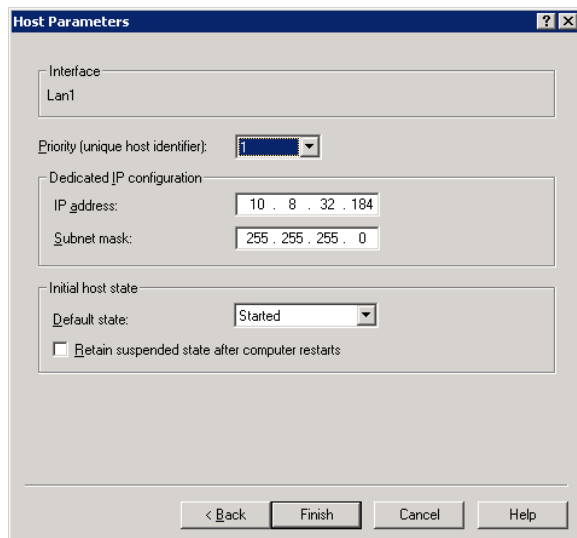 Host Parameters
Interface
Lan1
Priority (unique host identifier): 1
Dedicated IP configuration
IP address: 10 . 8 . 32 . 184
Subnet mask: 255 . 255 . 255 . 0
Initial host state
Default state: Started
Retain suspended state after computer restarts
< Back Finish Cancel Help